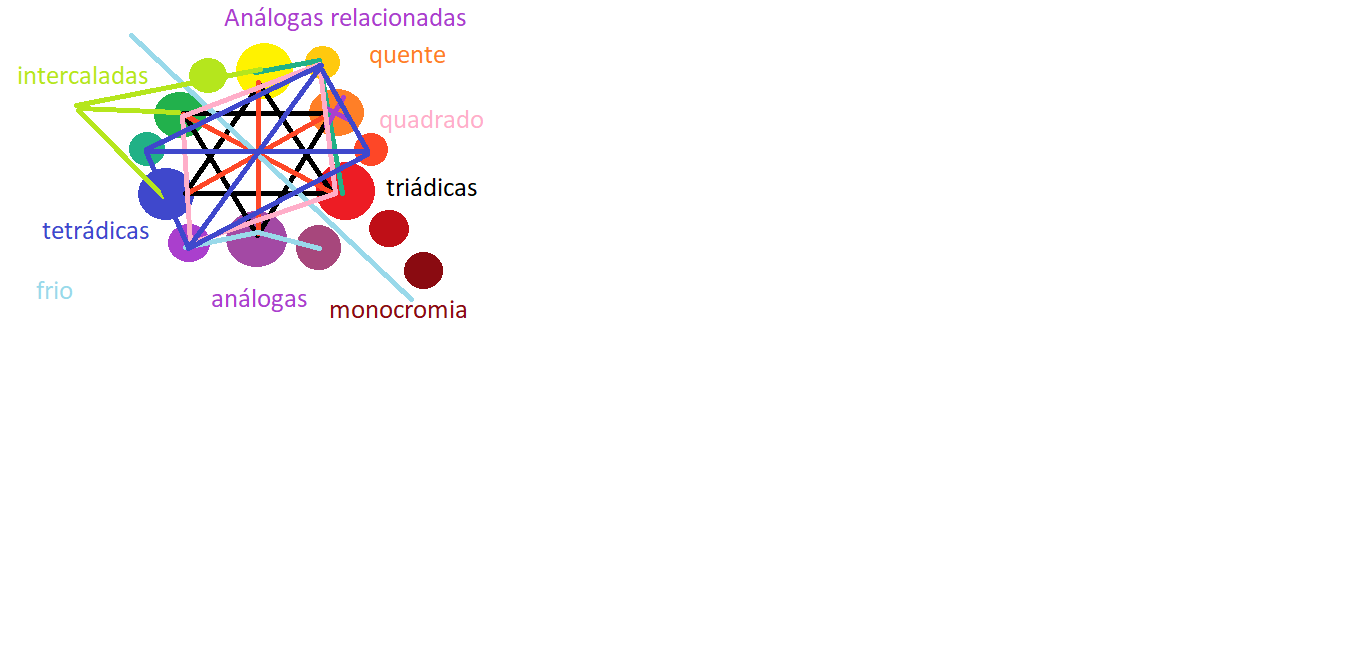 Análogas relacionadas
quente
intercaladas
quadrado
triádicas
tetrádicas
frio
análogas
monocromia